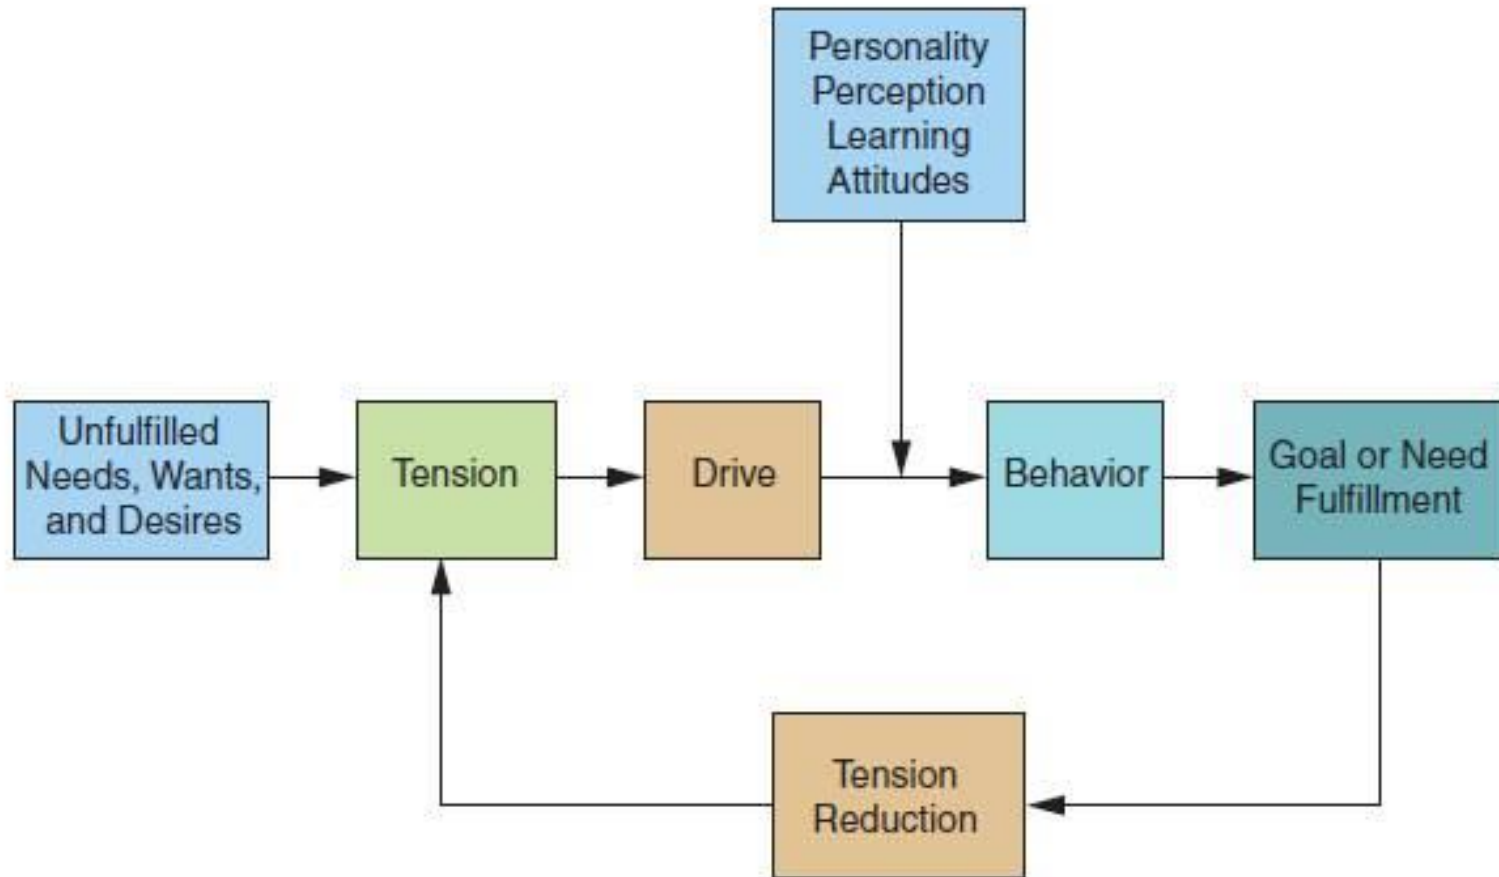 Personality
Perception
Learning
Attitudes
Unfulfilled
Needs, Wants,
and Desires
Tension
Drive
Behavior
Goal or Need
Fulfillment
Tension
Reduction